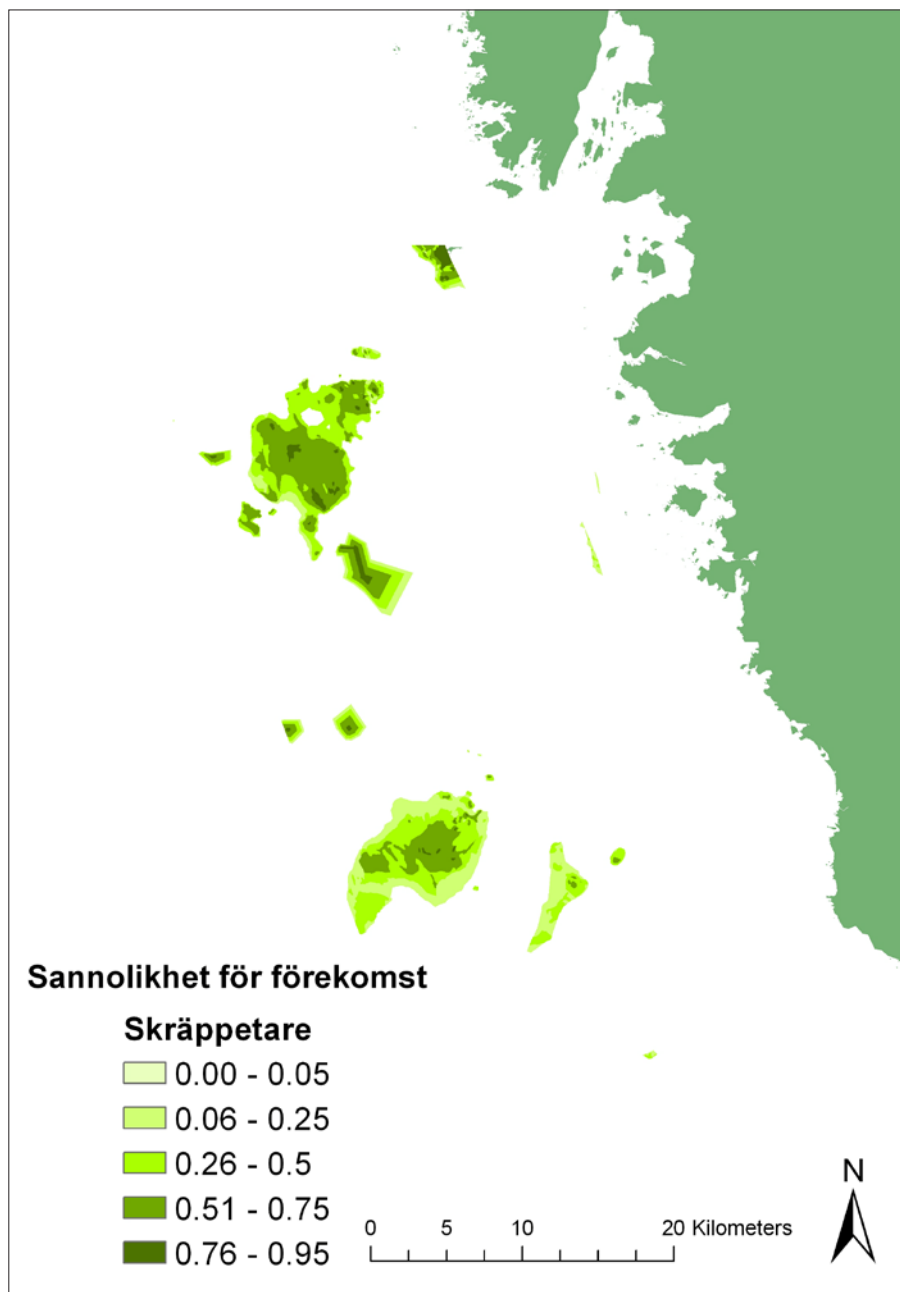 Sannolikhet för förekomst
Skräppetare
0.00 - 0.05
0.06 - 0.25
0.26 - 0.5
0.51 - 0.75
0.76 - 0.95
0 5 10 20 Kilometers
N